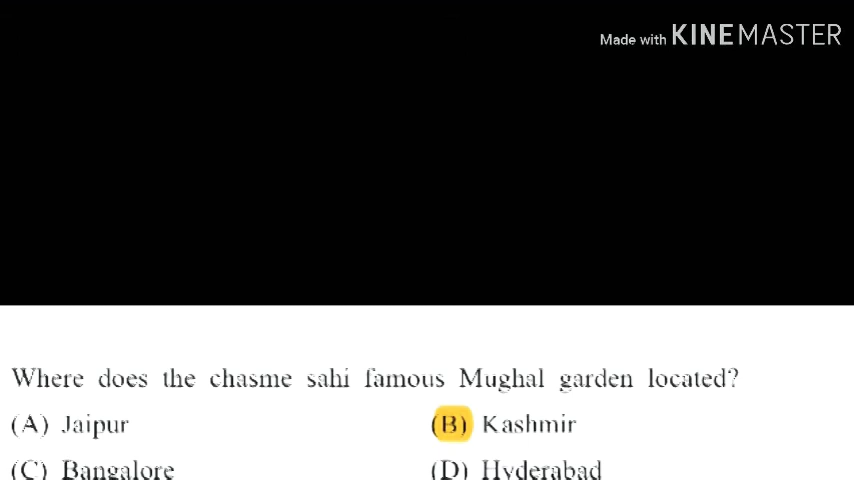 Made with KINEMASTER
Where does the chasme sahi famous Mughal garden located?
(A) Jaipur (B) Kashmir
(C) Bangalore (D) Hyderabad